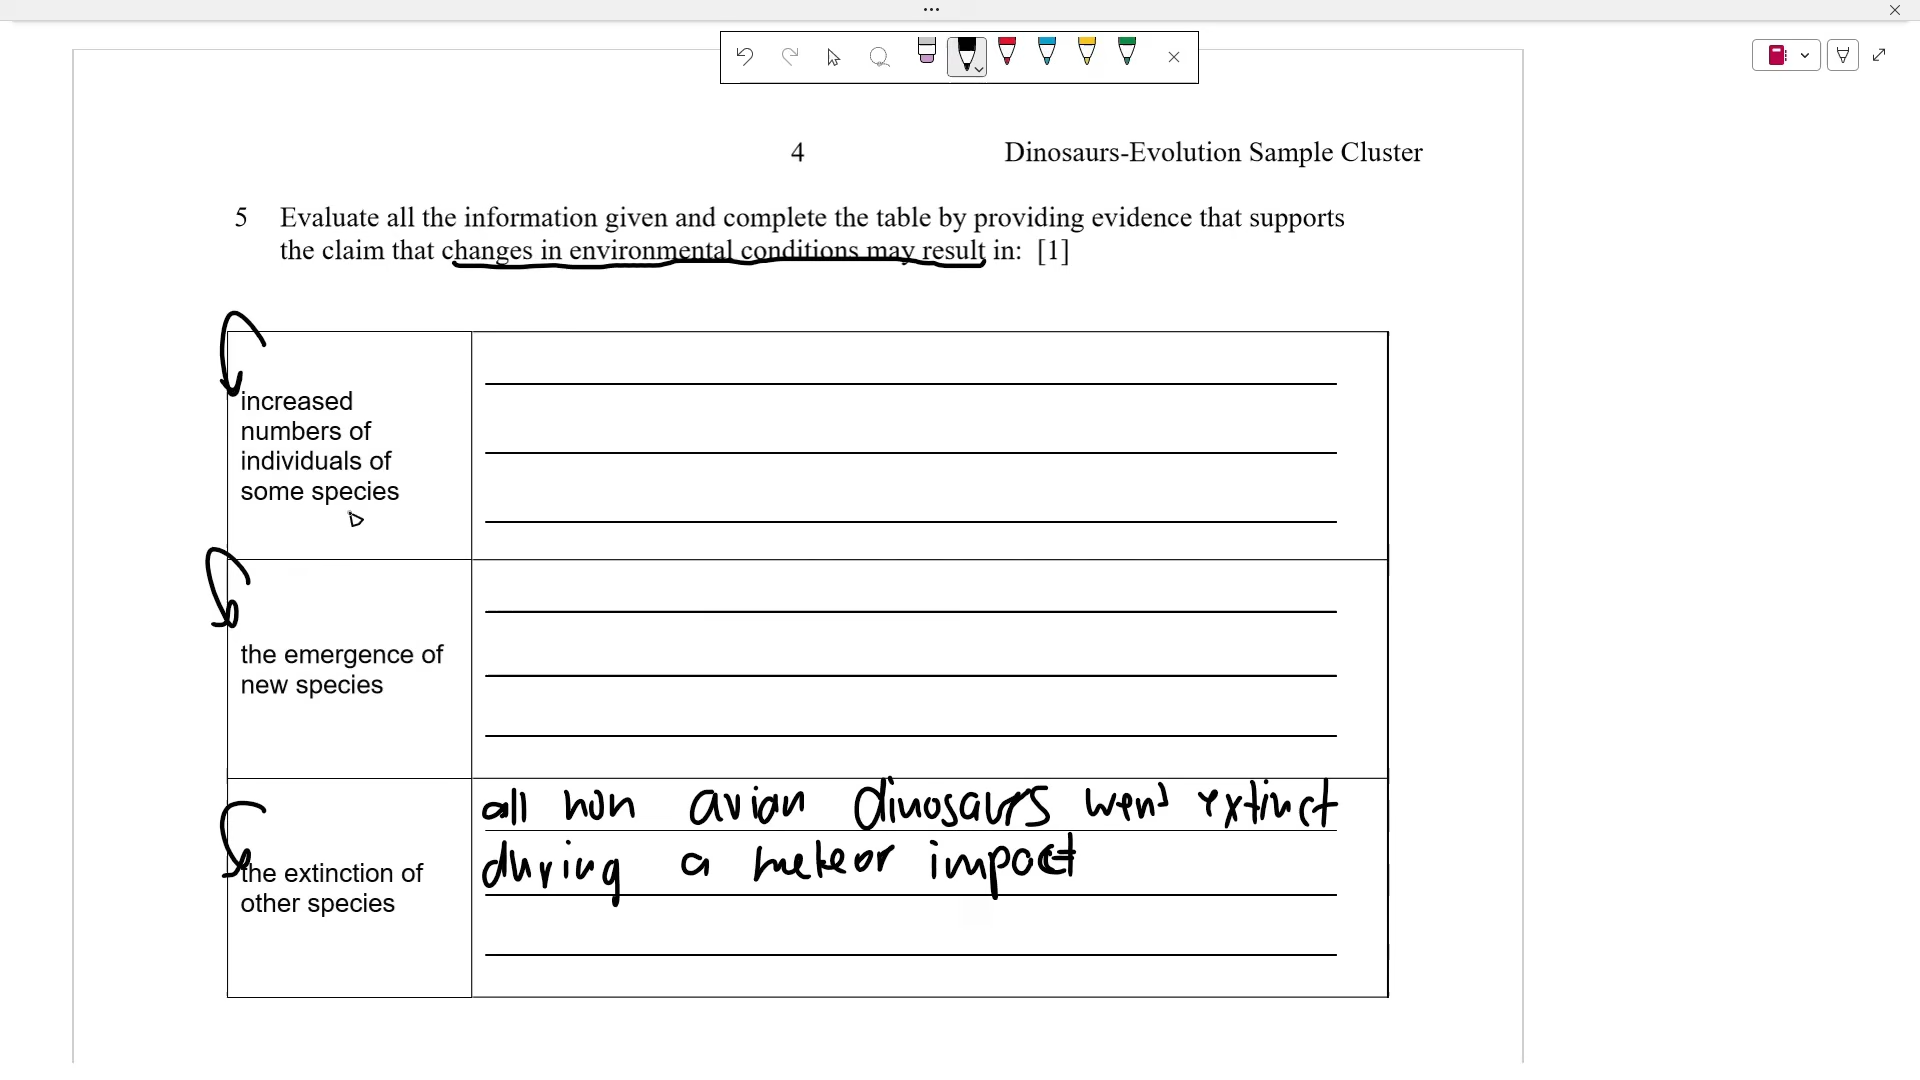 4
Dinosaurs-Evolution Sample Cluster
5 Evaluate all the information given and complete the table by providing evidence that supports
the claim that changes in environmental conditions may result in: [1]
increased
numbers of
individuals of
some species
the emergence of
new species
the extinction of
other species
all non avian dinosaurs went extinct
during a meteor impact